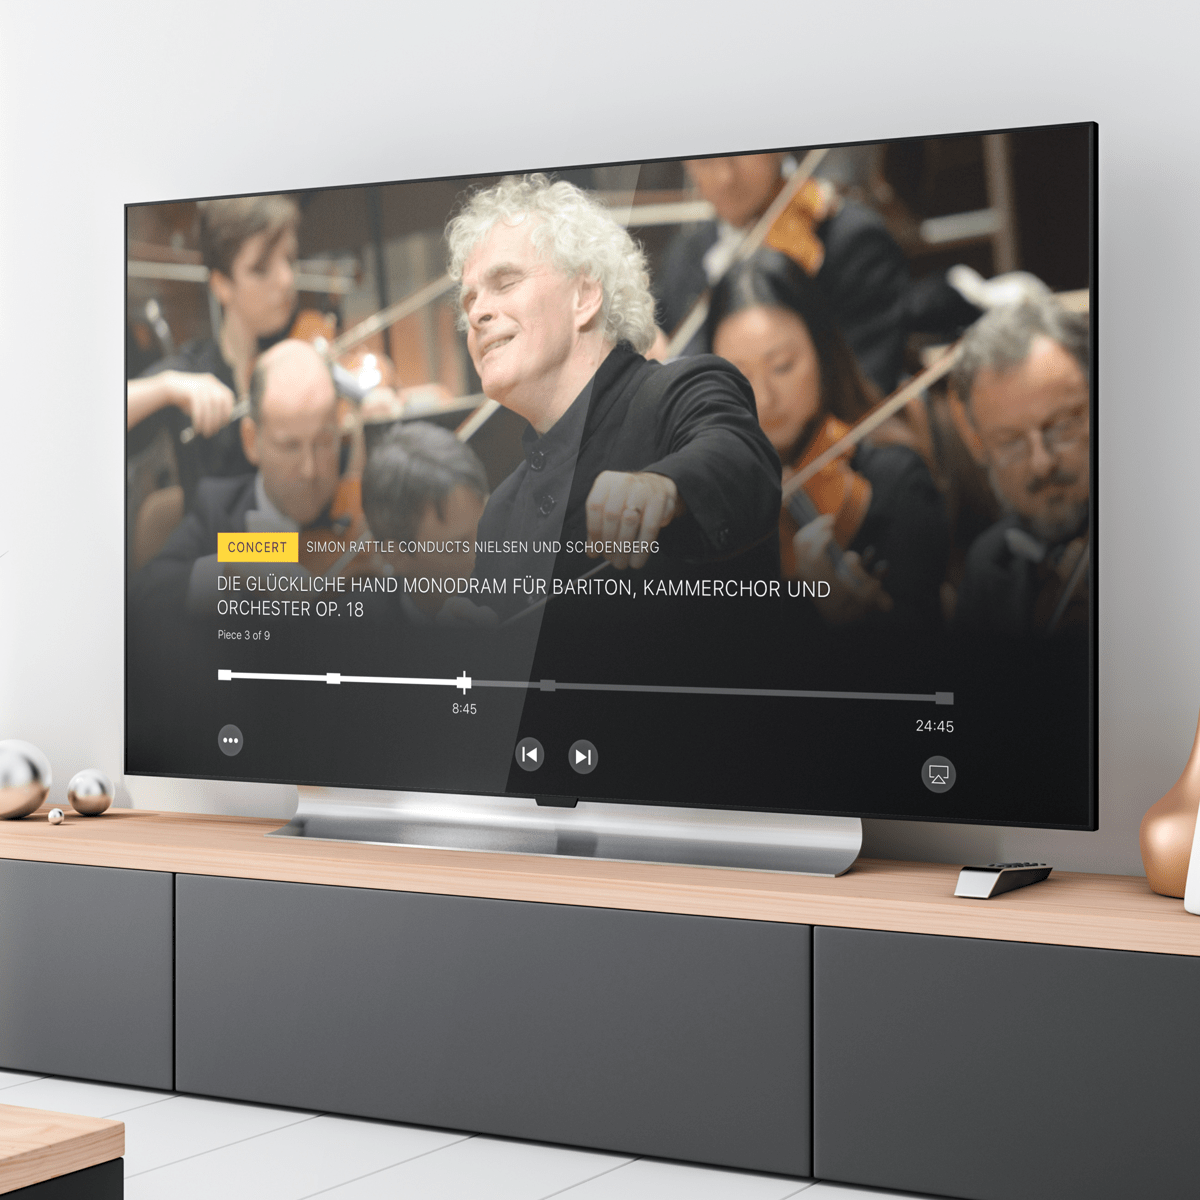 CONCERT SIMON RATTLE CONDUCTS NIELSEN UND SCHOENBERG
DIE GLÜCKLICHE HAND MONODRAM FÜR BARITON, KAMMERCHOR UND
ORCHESTER OP. 18
Piece 3 of 9
8:45
24:45